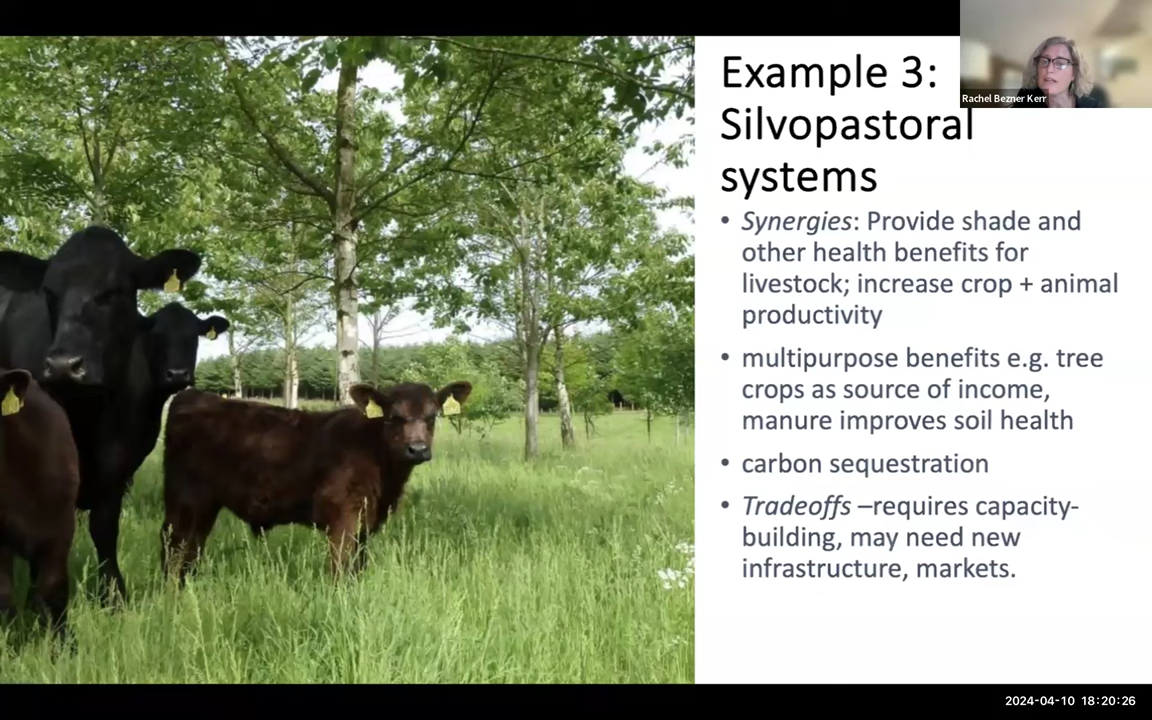 Example 3:
Silvopastoral
systems
Rachel Bezner Kerr
• Synergies: Provide shade and
other health benefits for
livestock; increase crop + animal
productivity
• multipurpose benefits e.g. tree
crops as source of income,
manure improves soil health
• carbon sequestration
• Tradeoffs –requires capacity-
building, may need new
infrastructure, markets.
2024-04-10 18:20:26